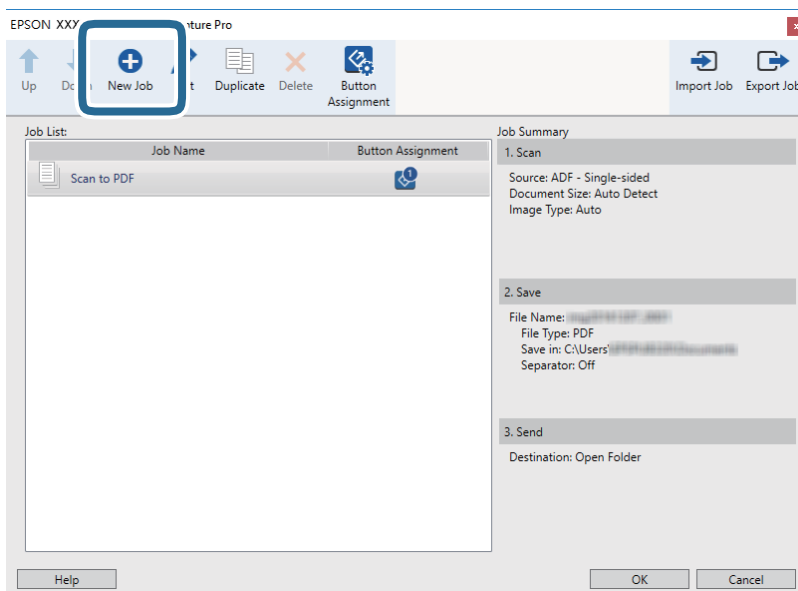 EPSON XXX ture Pro
Up
New Job
Duplicate
Delete
Button
Assignment
Import Job
Export Job
Job List:
Job Name
Button Assignment
Scan to PDF
1
Job Summary
1. Scan
Source: ADF - Single-sided
Document Size: Auto Detect
Image Type: Auto
2. Save
File Name:
File Type: PDF
Save in: C:\Users\
Separator: Off
3. Send
Destination: Open Folder
Help
OK
Cancel